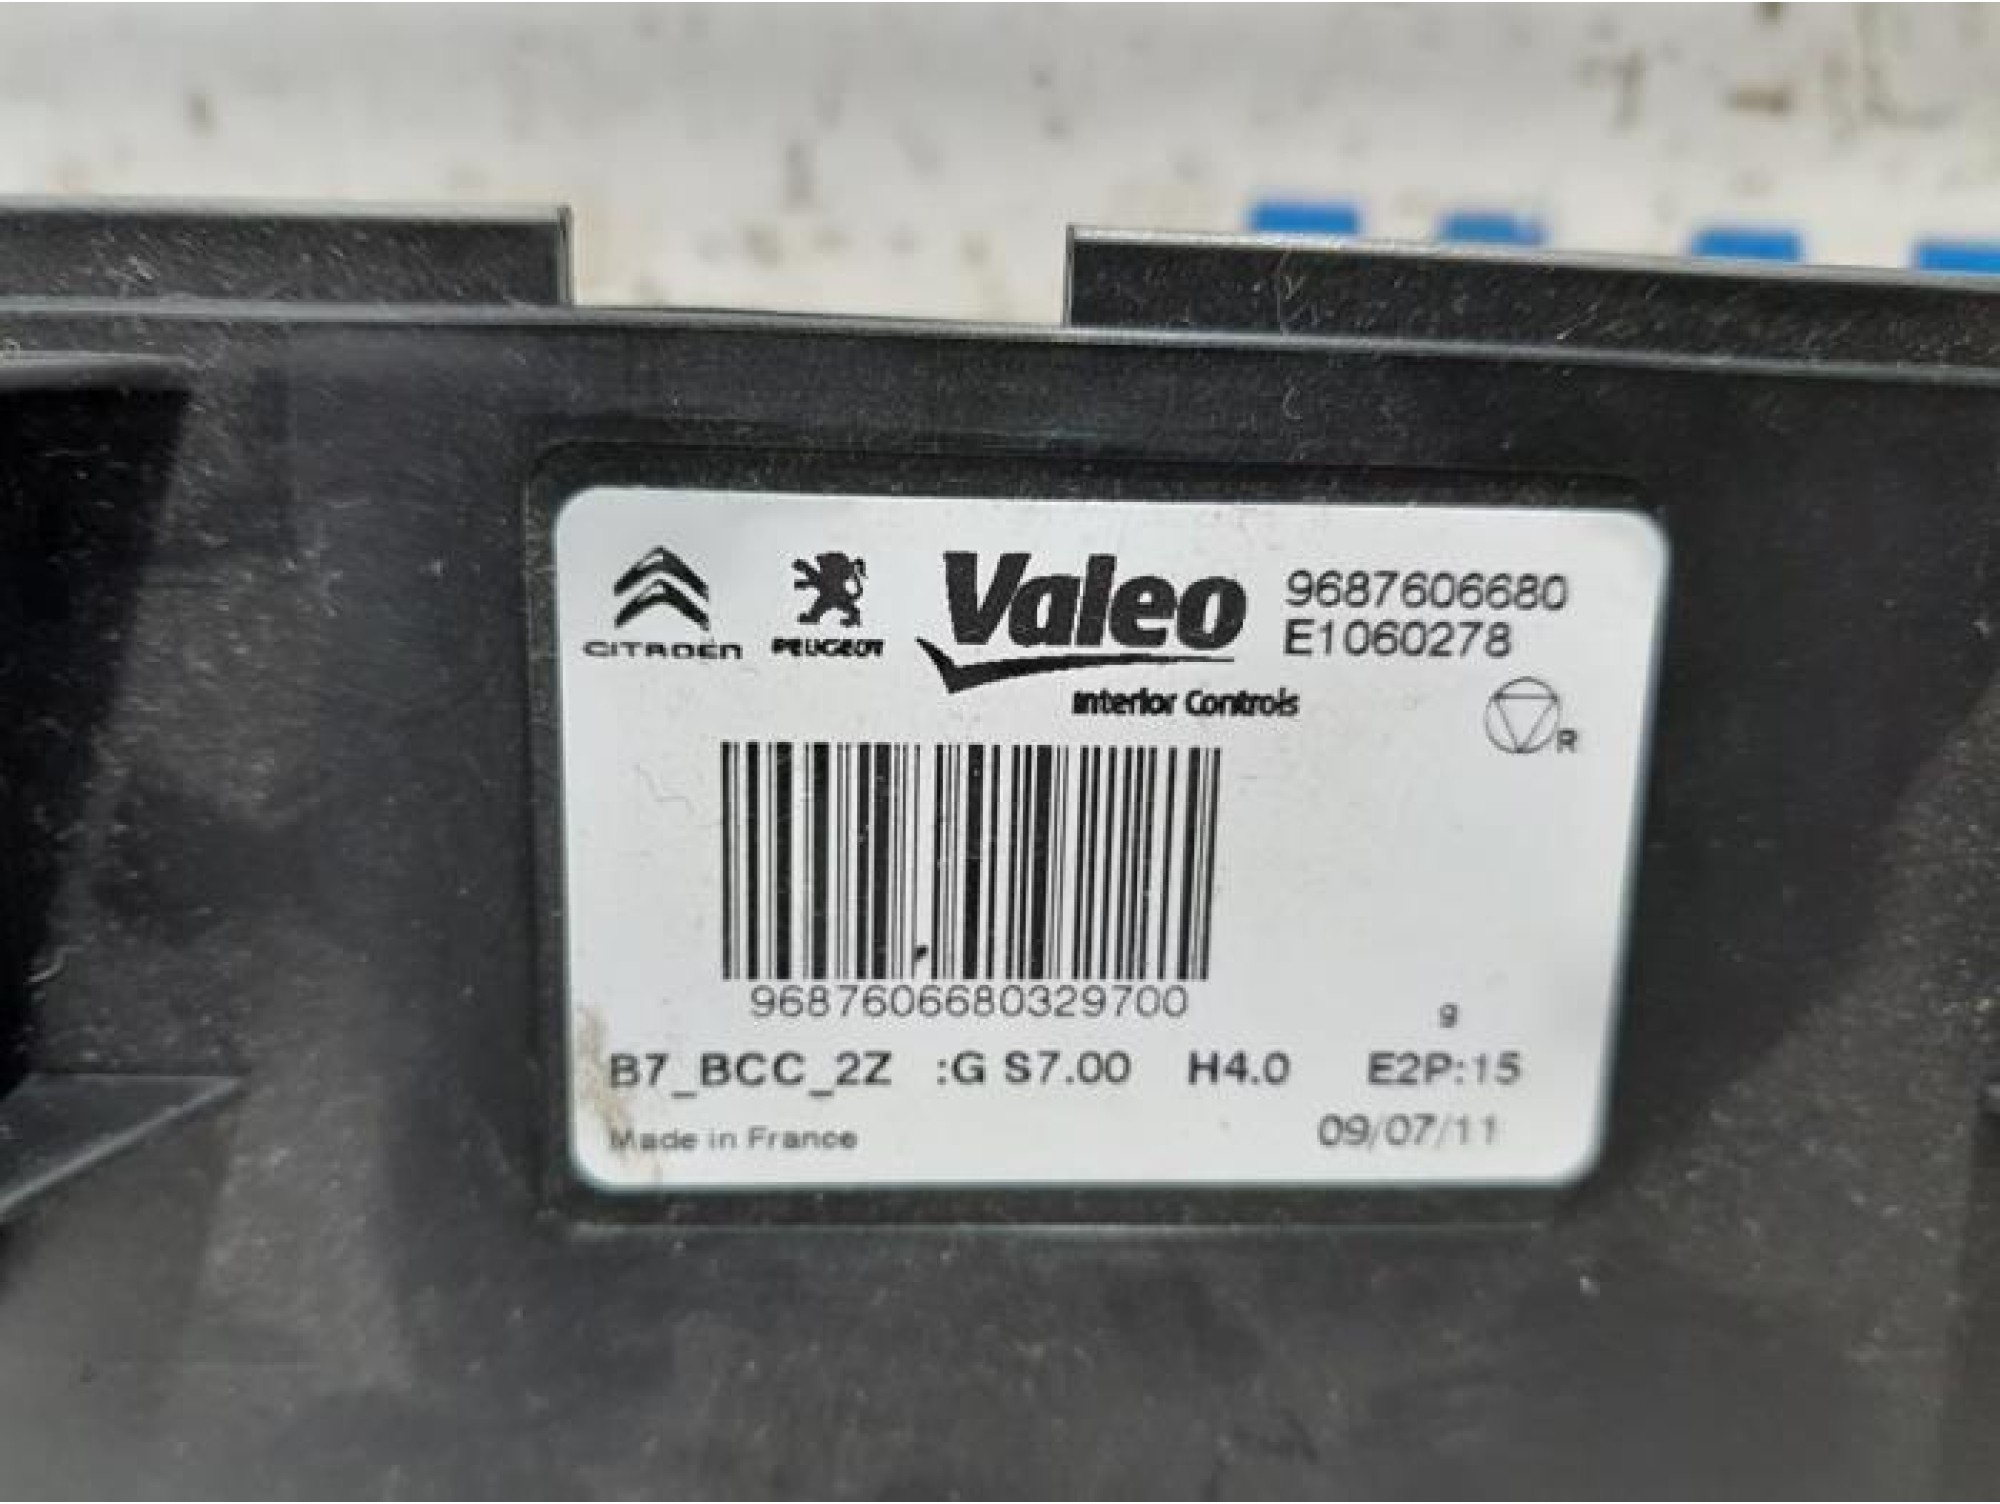 CITROËN PEUGEOT Valeo 9687606680
E1060278
Interior Controls
R
9687606680329700
9
B7_BCC_2Z :G S7.00 H4.0 E2P:15
Made in France 09/07/11